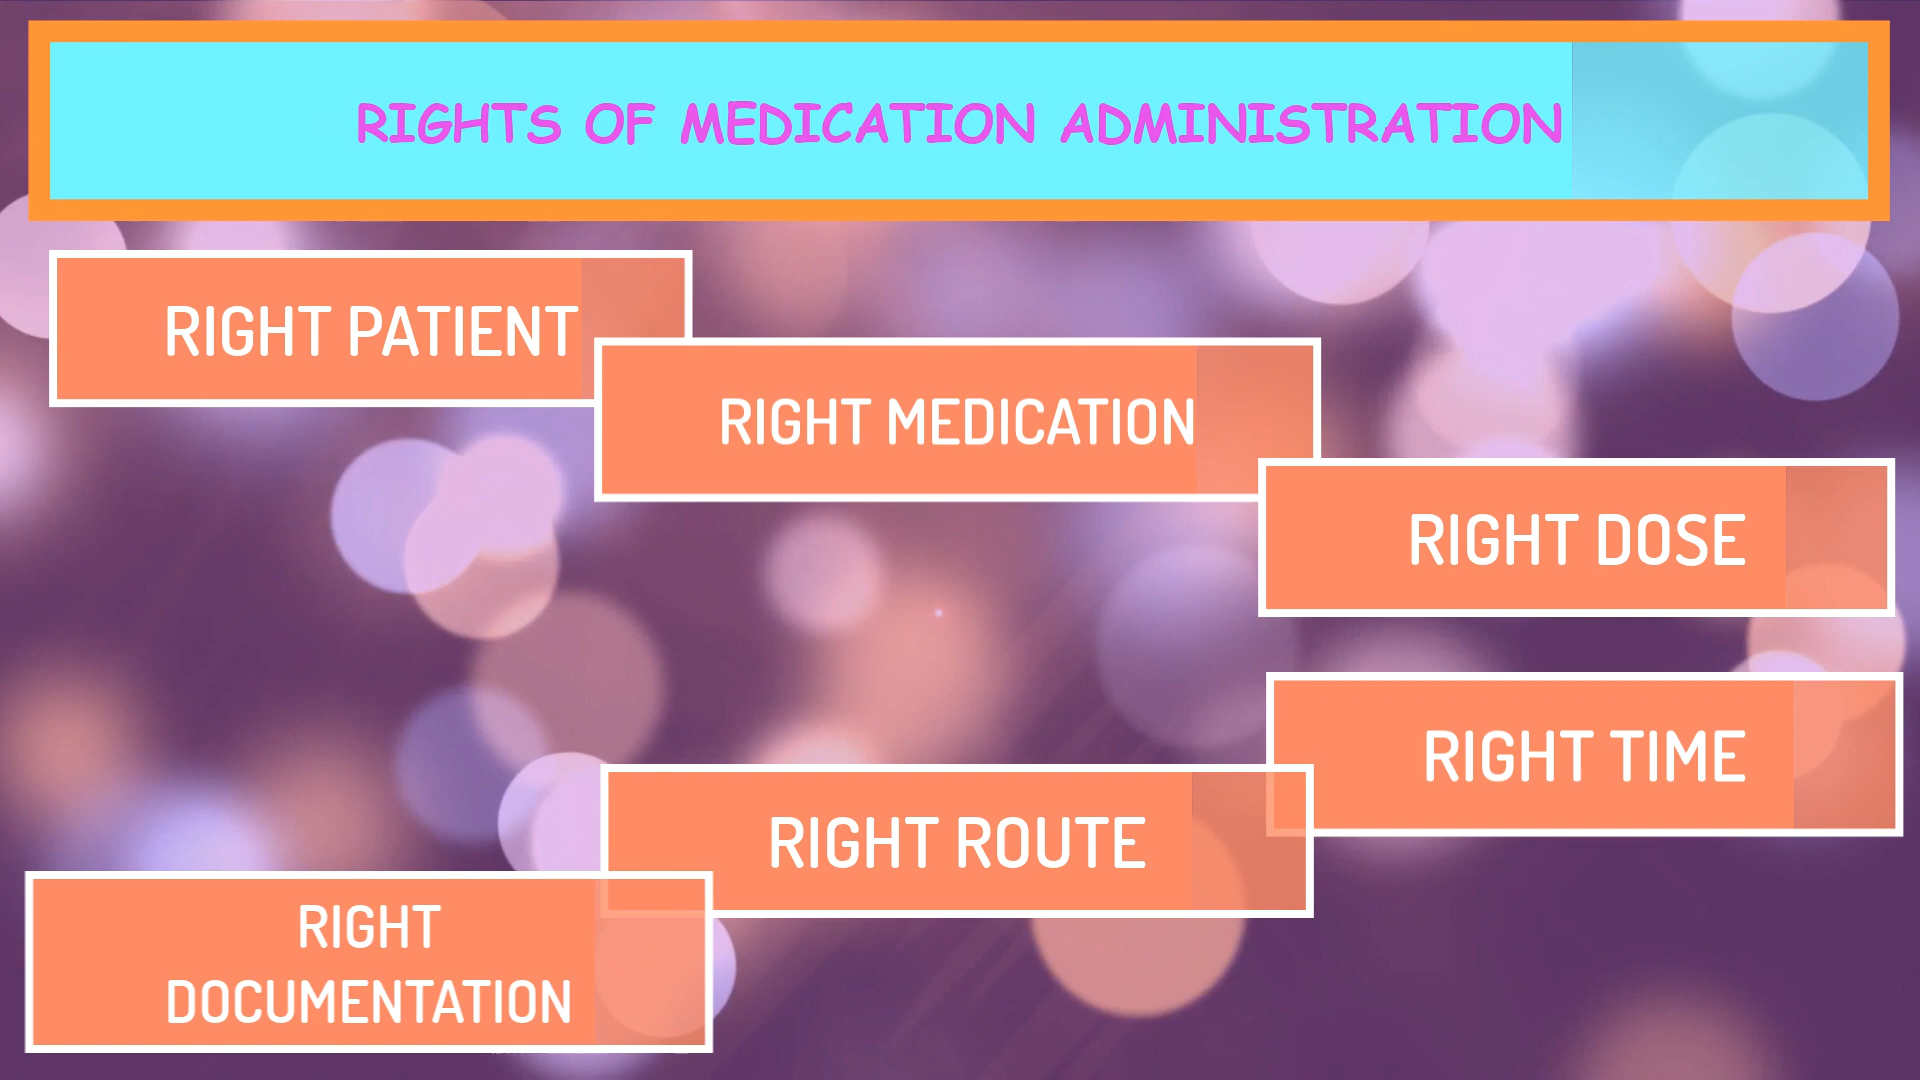 RIGHTS OF MEDICATION ADMINISTRATION
RIGHT PATIENT
RIGHT MEDICATION
RIGHT DOSE
RIGHT TIME
RIGHT ROUTE
RIGHT
DOCUMENTATION